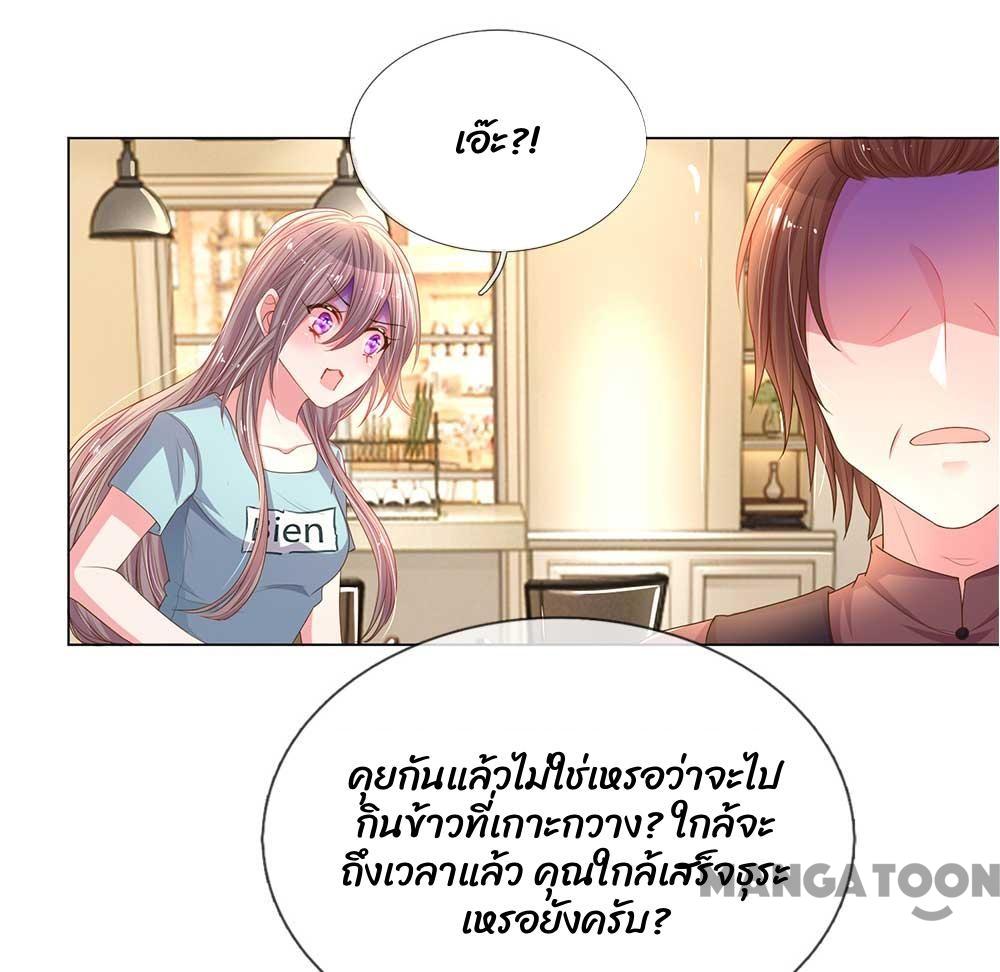 เอ๊ะ?!
Bien
คุยกันแล้วไม่ใช่เหรอว่าจะไป
กินข้าวที่เกาะกวาง? ใกล้จะ
ถึงเวลาแล้ว คุณใกล้เสร็จธุระ
เหรอยังครับ?
MANGATOON